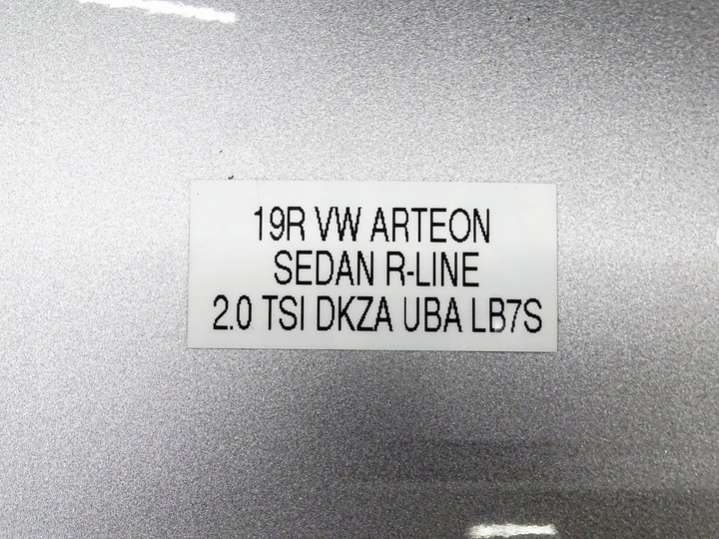 19R VW ARTEON
SEDAN R-LINE
2.0 TSI DKZA UBA LB7S